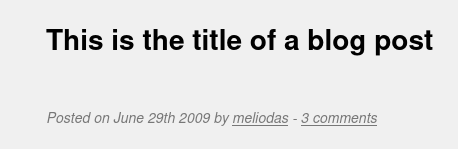 This is the title of a blog post
Posted on June 29th 2009 by meliodas - 3 comments